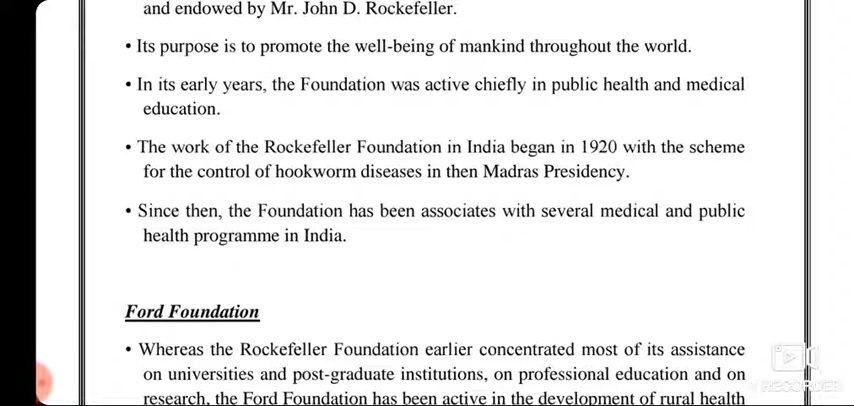 and endowed by Mr. John D. Rockefeller.
• Its purpose is to promote the well-being of mankind throughout the world.
• In its early years, the Foundation was active chiefly in public health and medical
education.
• The work of the Rockefeller Foundation in India began in 1920 with the scheme
for the control of hookworm diseases in then Madras Presidency.
• Since then, the Foundation has been associates with several medical and public
health programme in India.
Ford Foundation
• Whereas the Rockefeller Foundation earlier concentrated most of its assistance
on universities and post-graduate institutions, on professional education and on
research, the Ford Foundation has been active in the development of rural health
RECORDER